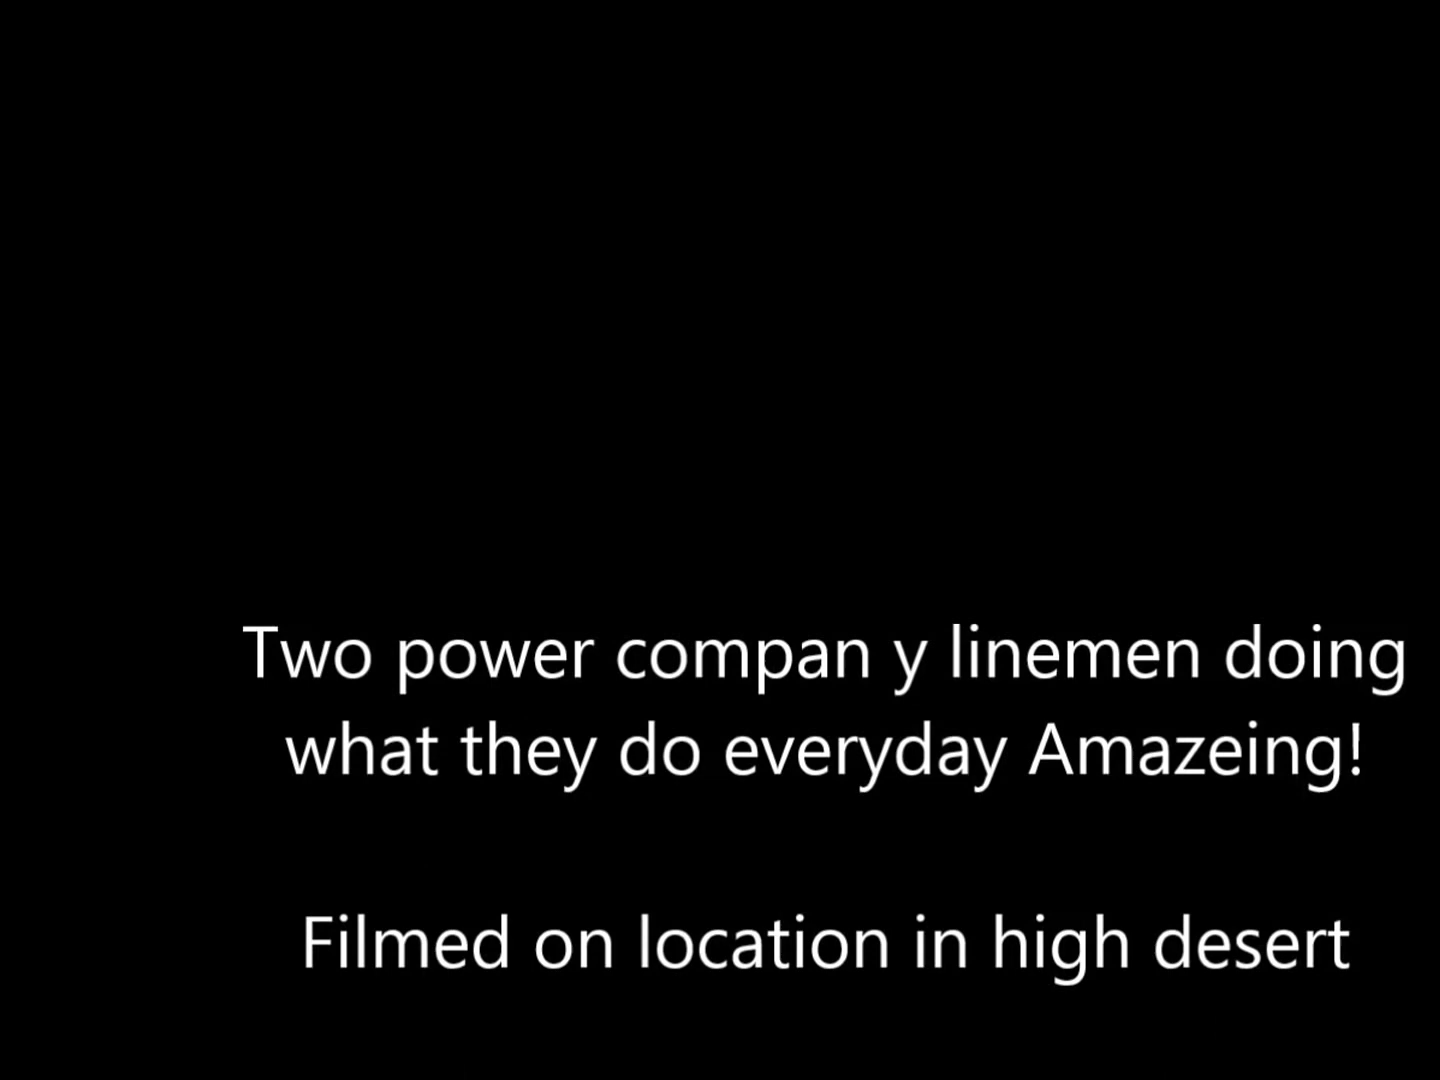 Two power compan y linemen doing
what they do everyday Amazeing!
Filmed on location in high desert